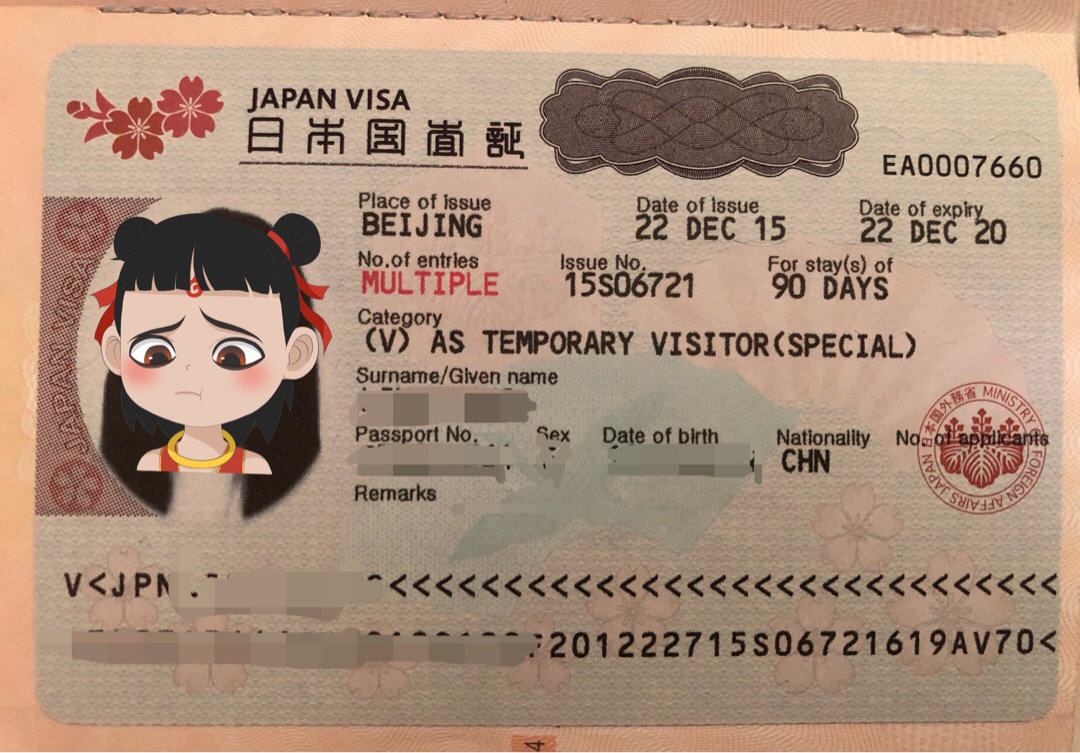 JAPAN VISA
日本国査証
EA0007660
Place of issue
BEIJING
Date of issue
22 DEC 15
Date of expiry
22 DEC 20
No.of entries
MULTIPLE
Issue No.
15S06721
For stay(s) of
90 DAYS
Category
(V) AS TEMPORARY VISITOR(SPECIAL)
Surname/Given name
Passport No.
Sex
Date of birth
Nationality
CHN
No. of applicants
Remarks
日本国外務省 MINISTRY OF FOREIGN AFFAIRS JAPAN
JAPAN VISA
V<JPN
<<<<<<<<<<<<<<<<<<<<<<<<<<<<<
201222715S06721619AV70<
4